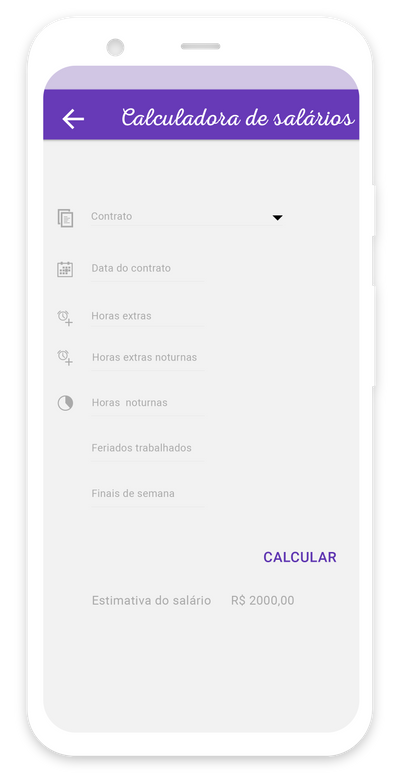 Calculadora de salários
Contrato
Data do contrato
Horas extras
Horas extras noturnas
Horas noturnas
Feriados trabalhados
Finais de semana
CALCULAR
Estimativa do salário R$ 2000,00